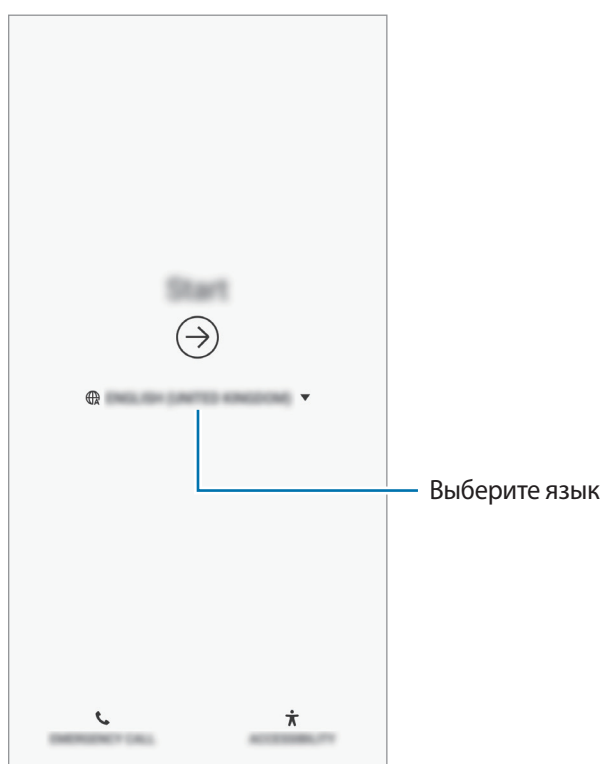 Start
ENGLISH (UNITED KINGDOM)
Выберите язык
EMERGENCY CALL
ACCESSIBILITY